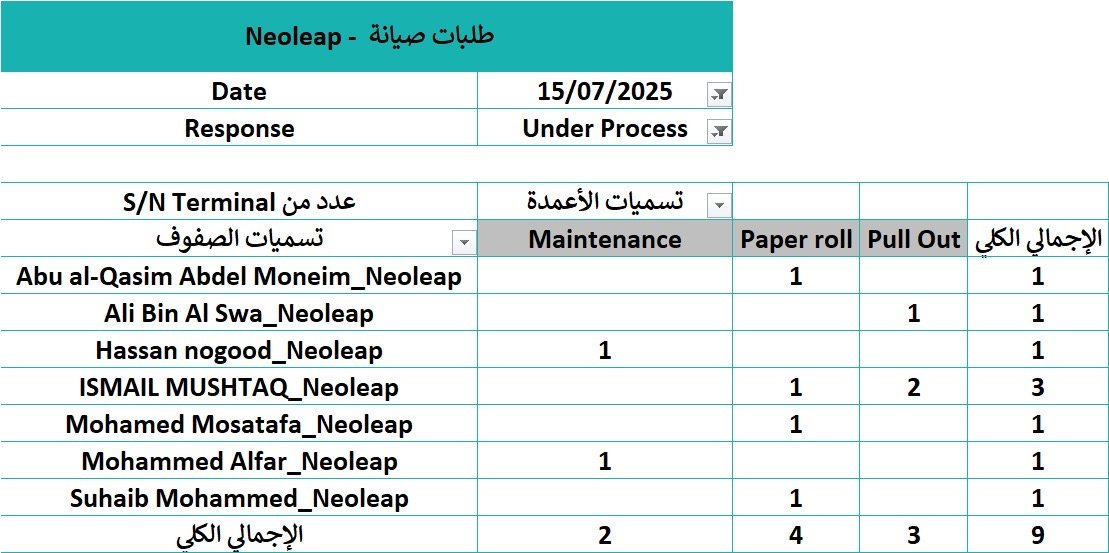 طلبات صيانة - Neoleap
Date 15/07/2025
Response Under Process
عدد من S/N Terminal تسميات الأعمدة
تسميات الصفوف Maintenance Paper roll Pull Out الإجمالي الكلي
Abu al-Qasim Abdel Moneim_Neoleap 1 1
Ali Bin Al Swa_Neoleap 1 1
Hassan nogood_Neoleap 1 1
ISMAIL MUSHTAQ_Neoleap 1 2 3
Mohamed Mosatafa_Neoleap 1 1
Mohammed Alfar_Neoleap 1 1
Suhaib Mohammed_Neoleap 1 1
الإجمالي الكلي 2 4 3 9